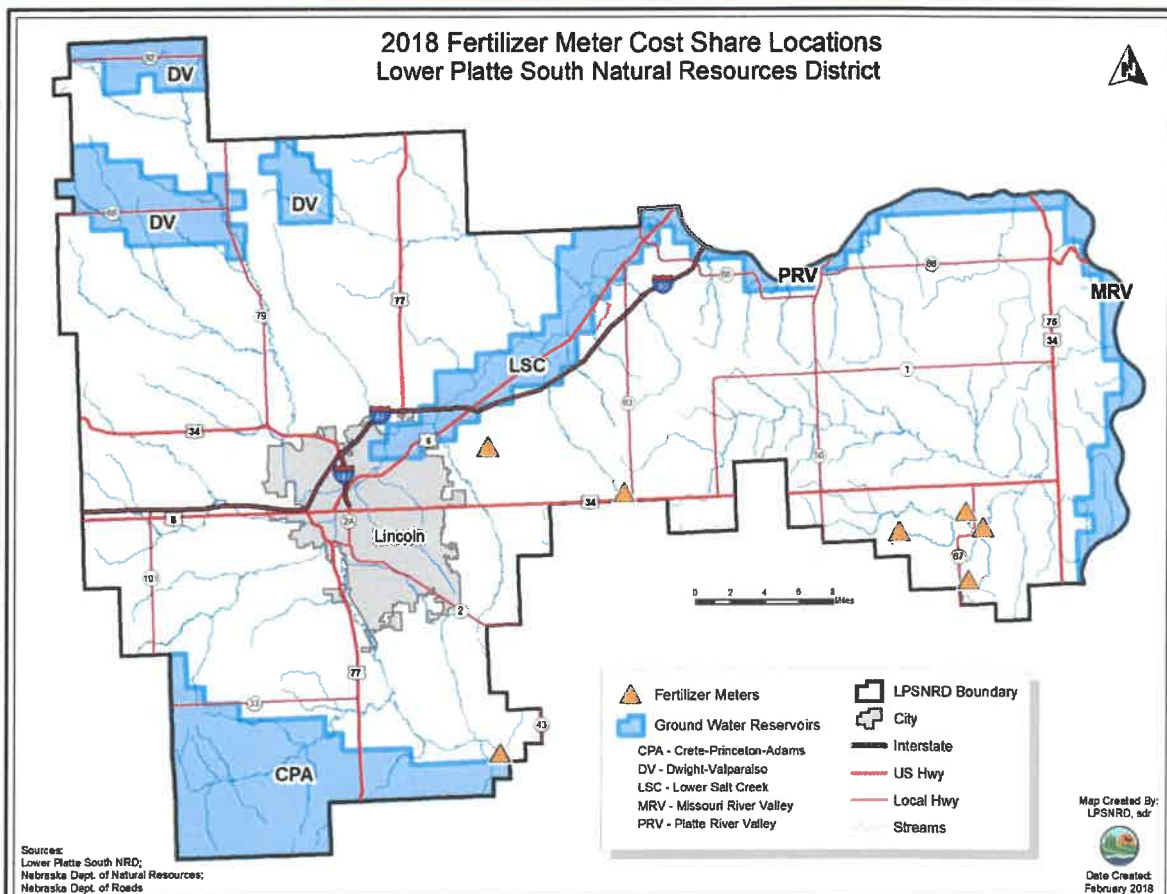 2018 Fertilizer Meter Cost Share Locations
Lower Platte South Natural Resources District
N
DV
DV
DV
79
77
LSC
80
PRV
66
MRV
75
34
1
63
50
34
6
34
6
2A
Lincoln
2
67
77
33
43
CPA
0 2 4 6 8
Miles
Fertilizer Meters
Ground Water Reservoirs
CPA - Crete-Princeton-Adams
DV - Dwight-Valparaiso
LSC - Lower Salt Creek
MRV - Missouri River Valley
PRV - Platte River Valley
LPSNRD Boundary
City
Interstate
US Hwy
Local Hwy
Streams
Sources:
Lower Platte South NRD;
Nebraska Dept. of Natural Resources;
Nebraska Dept. of Roads
Map Created By:
LPSNRD, sdr
Date Created:
February 2018